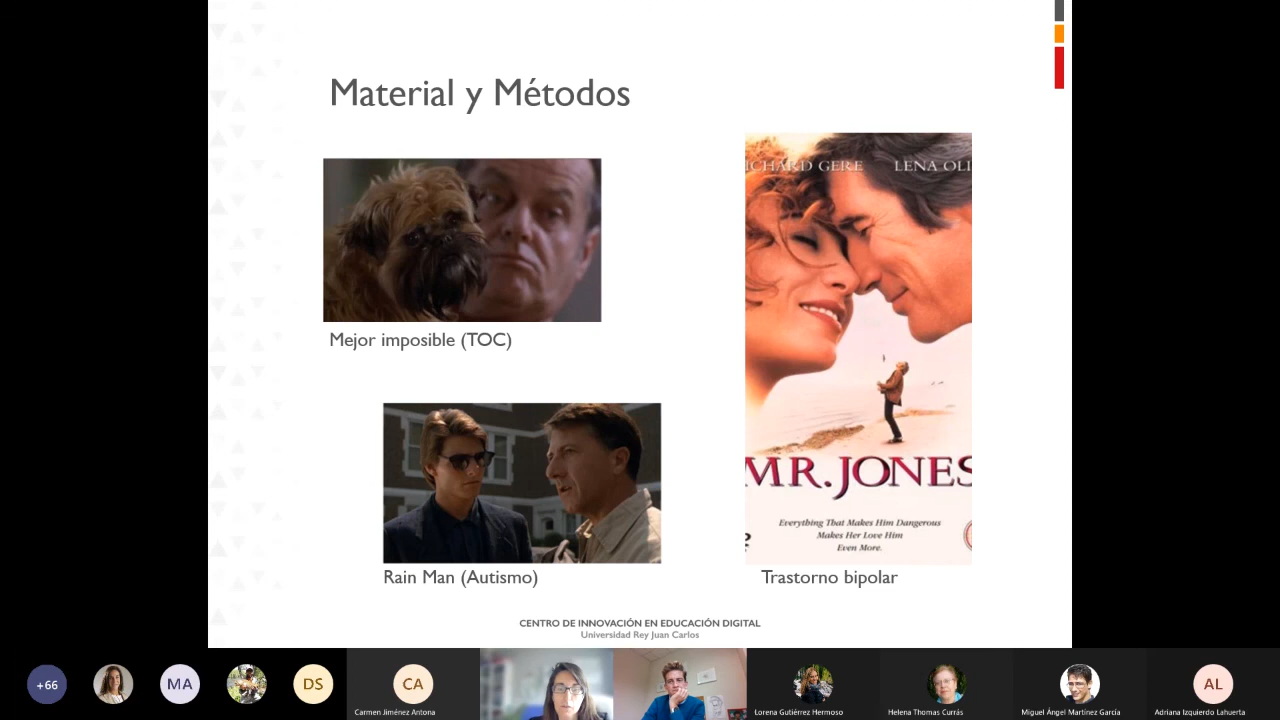 Material y Métodos
ICHARD GERE LENA OLI
Mejor imposible (TOC)
MR. JONES
Everything That Makes Him Dangerous
Makes Her Love Him
Even More.
Rain Man (Autismo)
Trastorno bipolar
CENTRO DE INNOVACIÓN EN EDUCACIÓN DIGITAL
Universidad Rey Juan Carlos
+66
MA
DS
CA
AL
Carmen Jiménez Antona
Lorena Gutiérrez Hermoso
Helena Thomas Currás
Miguel Ángel Martínez García
Adriana Izquierdo Lahuerta